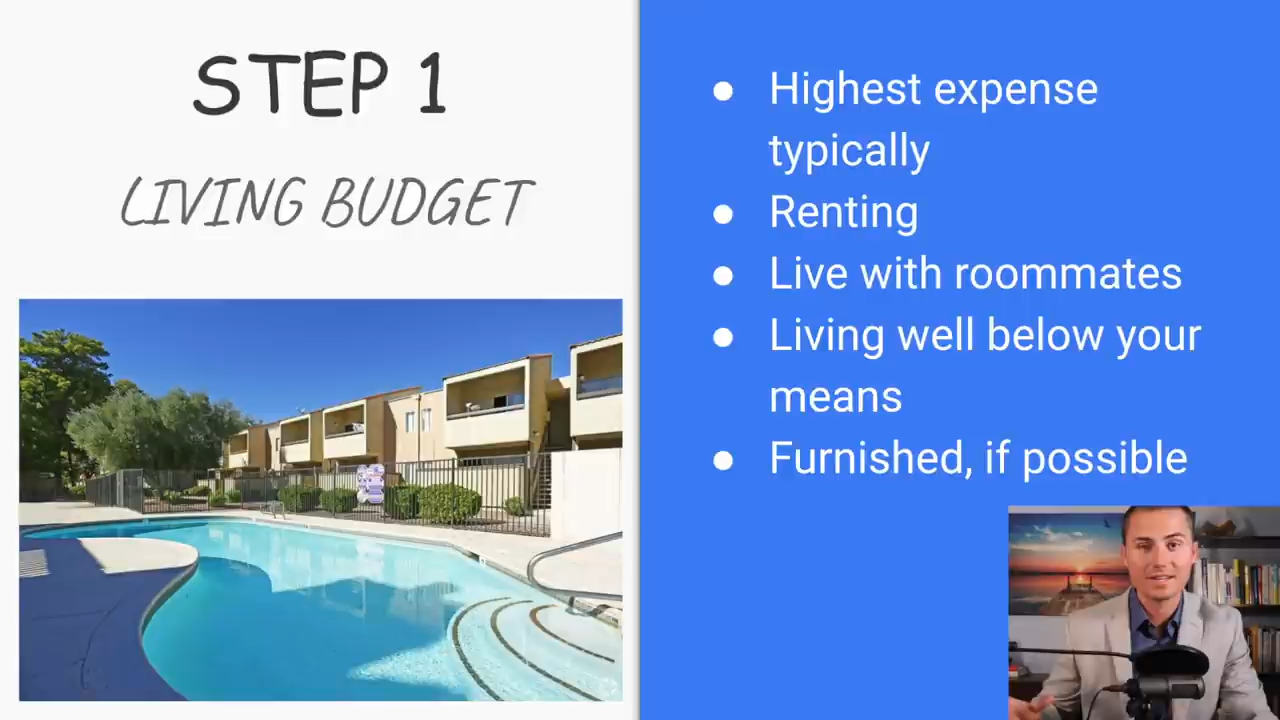 STEP 1
LIVING BUDGET
● Highest expense
typically
● Renting
● Live with roommates
● Living well below your
means
● Furnished, if possible